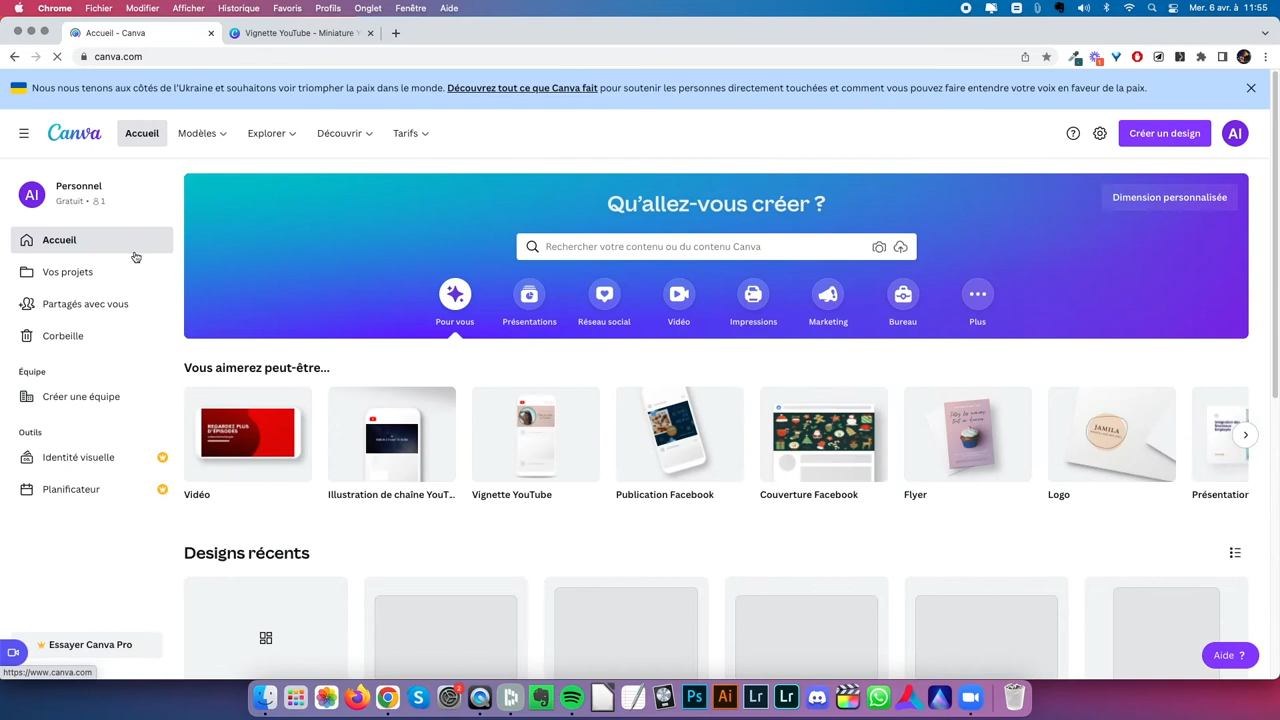 Chrome Fichier Modifier Afficher Historique Favoris Profils Onglet Fenêtre Aide
Mer. 6 avr. à 11:55
Accueil - Canva
Vignette YouTube - Miniature
canva.com
Nous nous tenons aux côtés de l'Ukraine et souhaitons voir triompher la paix dans le monde. Découvrez tout ce que Canva fait pour soutenir les personnes directement touchées et comment vous pouvez faire entendre votre voix en faveur de la paix.
Canva Accueil Modèles Explorer Découvrir Tarifs
Créer un design
AI
AI
Personnel
Gratuit • 1
Accueil
Vos projets
Partagés avec vous
Corbeille
Équipe
Créer une équipe
Outils
Identité visuelle
Planificateur
Essayer Canva Pro
https://www.canva.com
Qu'allez-vous créer ?
Dimension personnalisée
Rechercher votre contenu ou du contenu Canva
Pour vous
Présentations
Réseau social
Vidéo
Impressions
Marketing
Bureau
Plus
Vous aimerez peut-être...
REGARDEZ PLUS D'ÉPISODES
JAMILA
Vidéo
Illustration de chaîne YouT...
Vignette YouTube
Publication Facebook
Couverture Facebook
Flyer
Logo
Présentation
Designs récents
Aide ?
2
Ps Ai Lr Lr